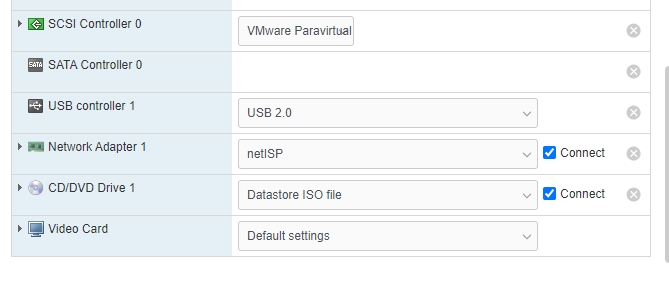 SCSI Controller 0
VMware Paravirtual
SATA
SATA Controller 0
USB controller 1
USB 2.0
Network Adapter 1
netISP
Connect
CD/DVD Drive 1
Datastore ISO file
Connect
Video Card
Default settings